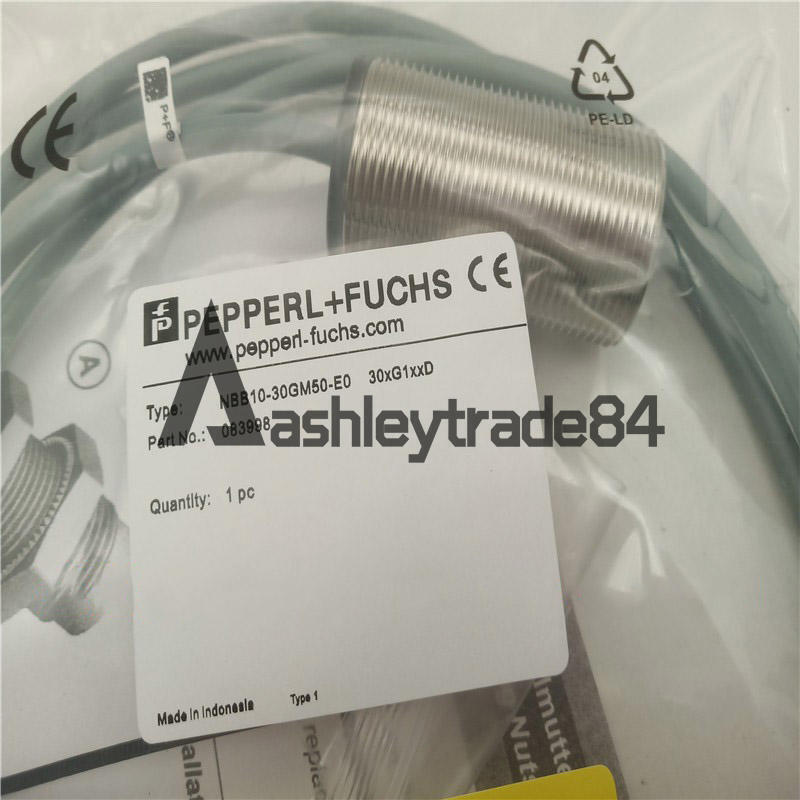 04
PE-LD
CE
P+F®
PEPPERL+FUCHS CE
www.pepperl-fuchs.com
A
Type: NBB10-30GM50-E0 30xG1xxD
Part No.: 083998
ashleytrade84
Quantity: 1 pc
Made in Indonesia Type 1